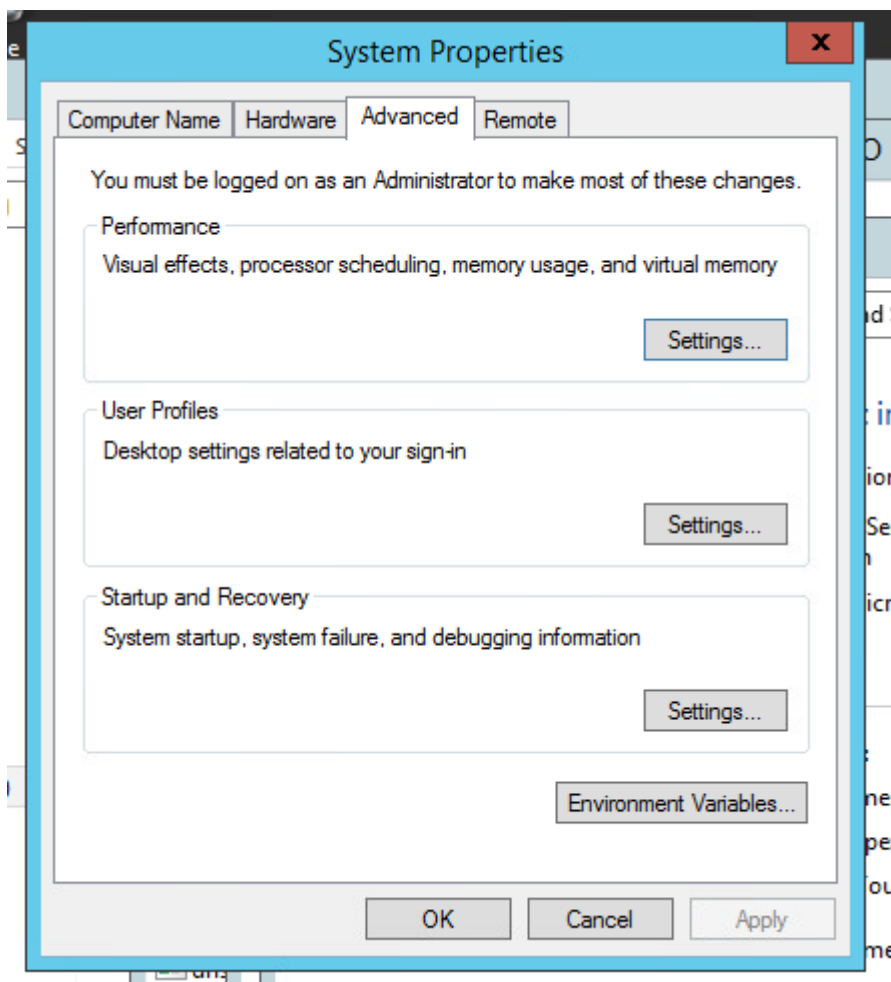 System Properties
x
Computer Name
Hardware
Advanced
Remote
You must be logged on as an Administrator to make most of these changes.
Performance
Visual effects, processor scheduling, memory usage, and virtual memory
Settings...
User Profiles
Desktop settings related to your sign-in
Settings...
Startup and Recovery
System startup, system failure, and debugging information
Settings...
Environment Variables...
OK
Cancel
Apply